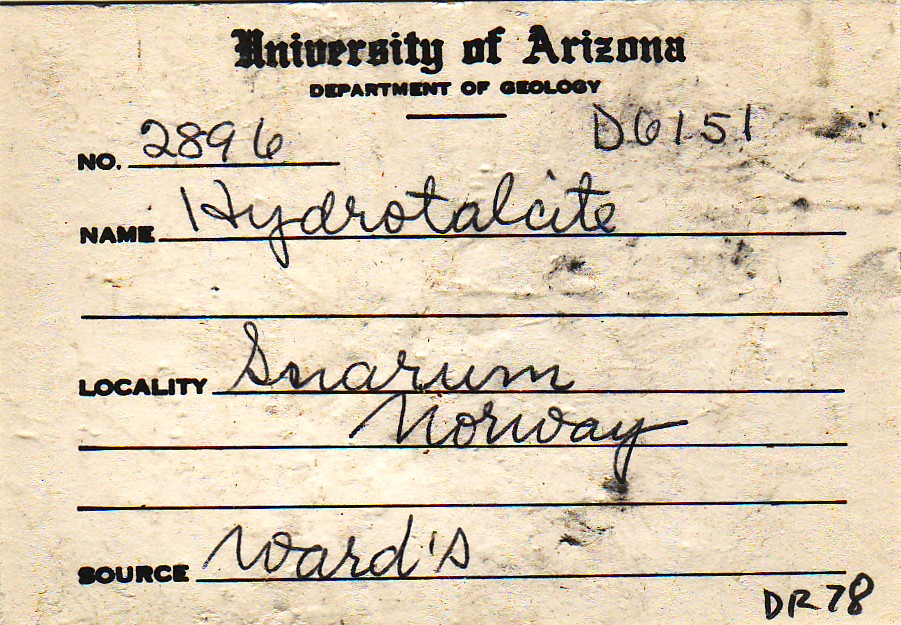 University of Arizona
DEPARTMENT OF GEOLOGY
D6151
NO. 2896
NAME Hydrotalcite
LOCALITY Snarum
Norway
SOURCE Ward's
DR78